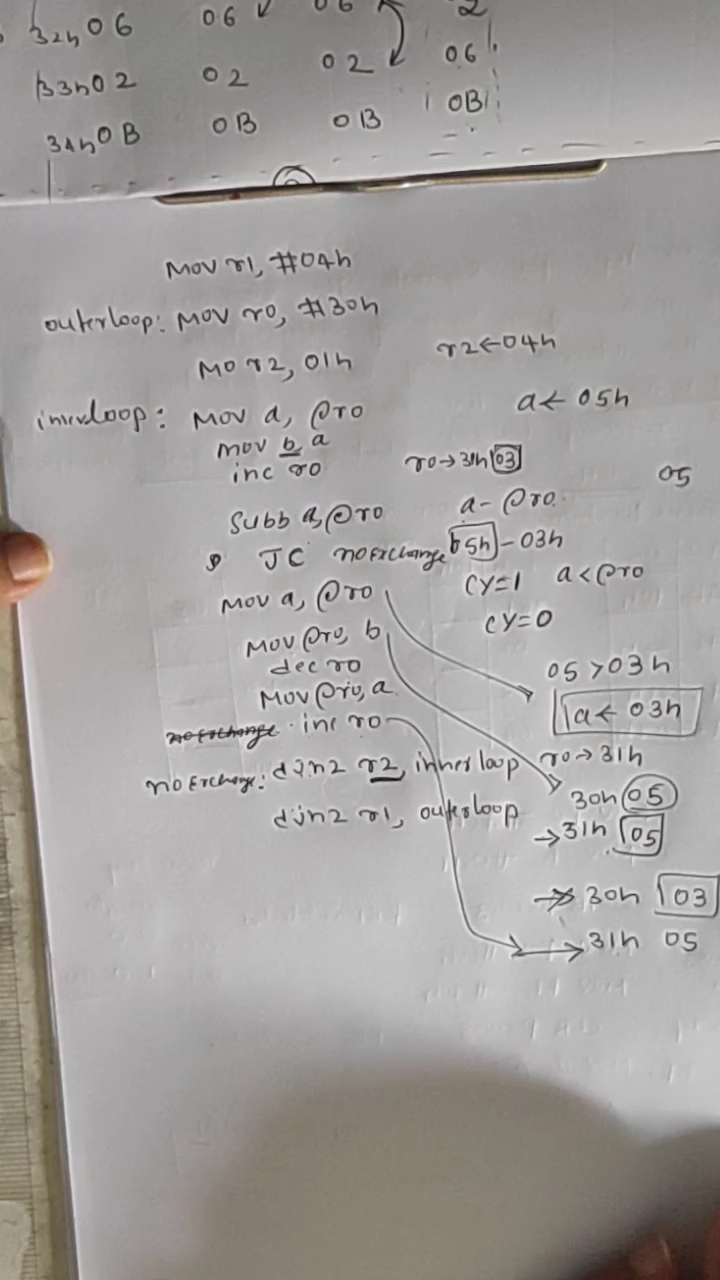 32h 06 06 06 2
33h 02 02 02 06
34h 0B 0B 0B 0B
Mov r1, #04h
outerloop: Mov r0, #30h
Mo r2, 01h r2←04h
innerloop: Mov a, @r0 a← 05h
mov b a
inc r0 r0→31h 03 05
Subb a, @r0 a-@r0
JC noExchange 05h - 03h
Mov a, @r0 CY=1 a<@r0
Mov @r0, b CY=0
dec r0 05 > 03h
Mov @r0, a a← 03h
noExchange inc r0 r0→31h
noExchange: djnz r2, innerloop 30h 05
djnz r1, outerloop →31h 05
→ 30h 03
→ 31h 05